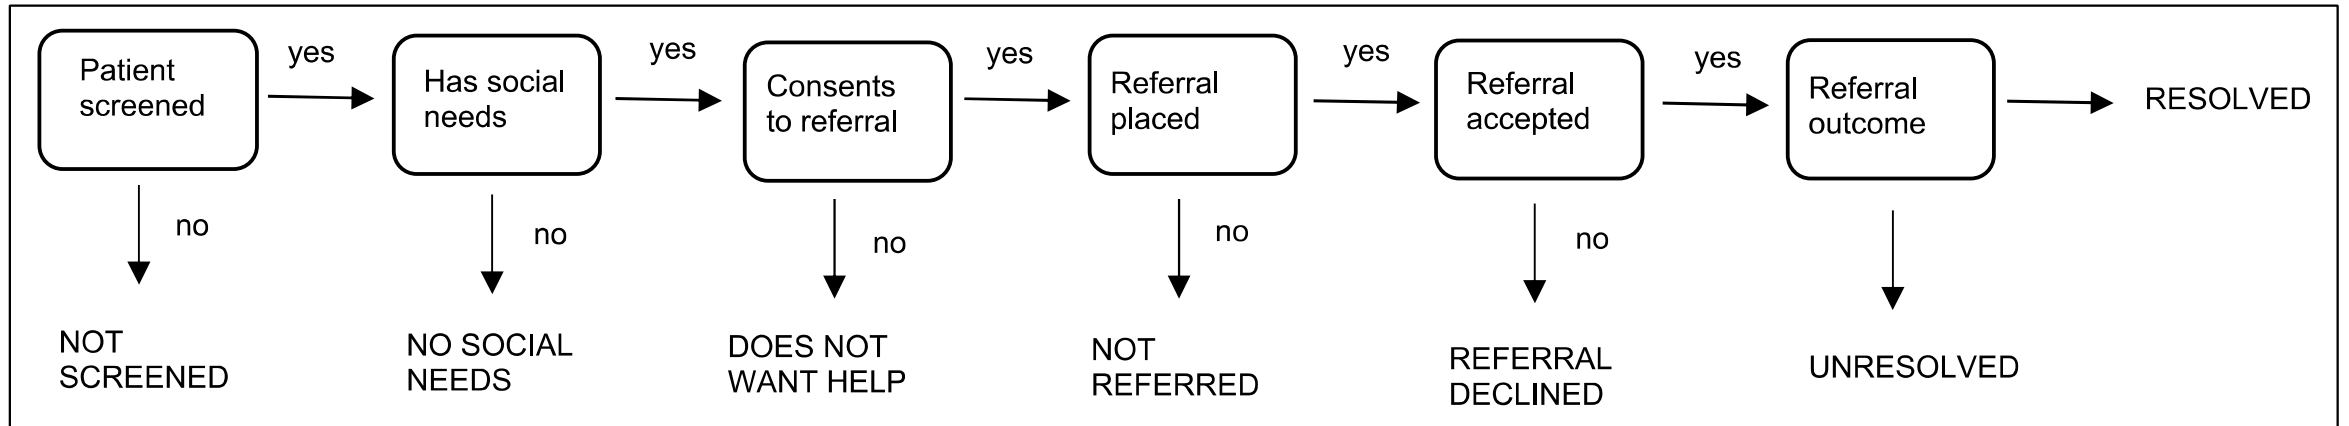 Patient
screened
yes
Has social
needs
yes
Consents
to referral
yes
Referral
placed
yes
Referral
accepted
yes
Referral
outcome
RESOLVED
no
no
no
no
no
NOT
SCREENED
NO SOCIAL
NEEDS
DOES NOT
WANT HELP
NOT
REFERRED
REFERRAL
DECLINED
UNRESOLVED